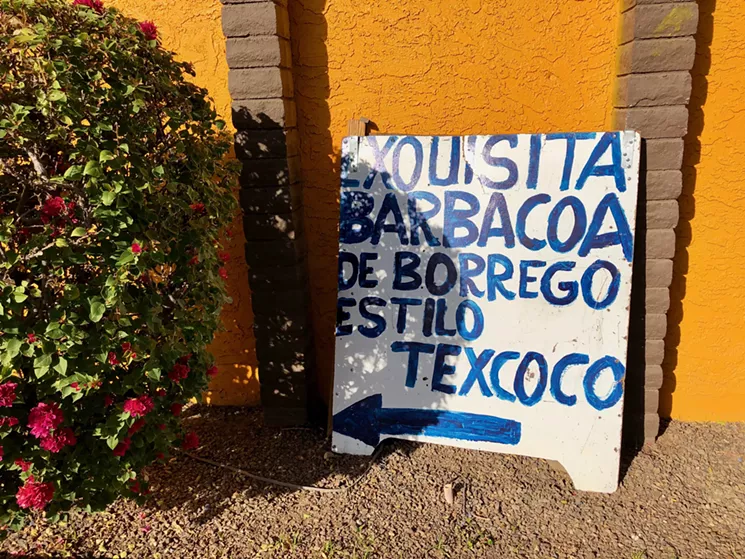 EXQUISITA
BARBACOA
DE BORREGO
ESTILO
TEXCOCO